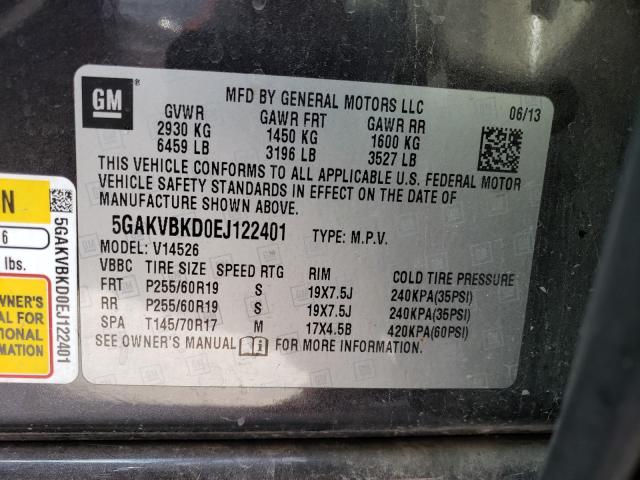 GM
MFD BY GENERAL MOTORS LLC
06/13
GVWR GAWR FRT GAWR RR
2930 KG 1450 KG 1600 KG
6459 LB 3196 LB 3527 LB
THIS VEHICLE CONFORMS TO ALL APPLICABLE U.S. FEDERAL MOTOR
VEHICLE SAFETY STANDARDS IN EFFECT ON THE DATE OF
MANUFACTURE SHOWN ABOVE.
5GAKVBKD0EJ122401 TYPE: M.P.V.
MODEL: V14526
VBBC TIRE SIZE SPEED RTG RIM COLD TIRE PRESSURE
FRT P255/60R19 S 19X7.5J 240KPA(35PSI)
RR P255/60R19 S 19X7.5J 240KPA(35PSI)
SPA T145/70R17 M 17X4.5B 420KPA(60PSI)
SEE OWNER'S MANUAL FOR MORE INFORMATION.
N
6
lbs.
OWNER'S
AL FOR
TIONAL
RMATION
5GAKVBKD0EJ122401